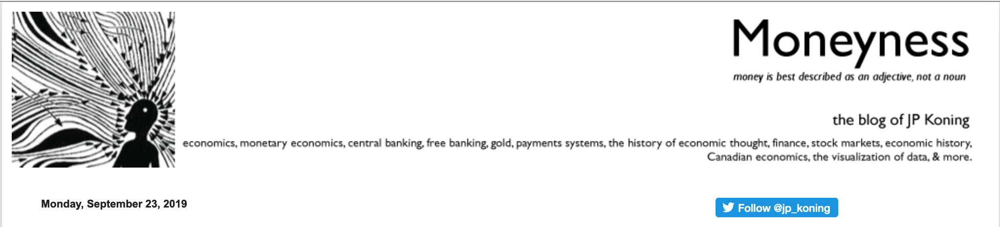 Moneyness
money is best described as an adjective, not a noun
the blog of JP Koning
economics, monetary economics, central banking, free banking, gold, payments systems, the history of economic thought, finance, stock markets, economic history,
Canadian economics, the visualization of data, & more.
Monday, September 23, 2019
Follow @jp_koning